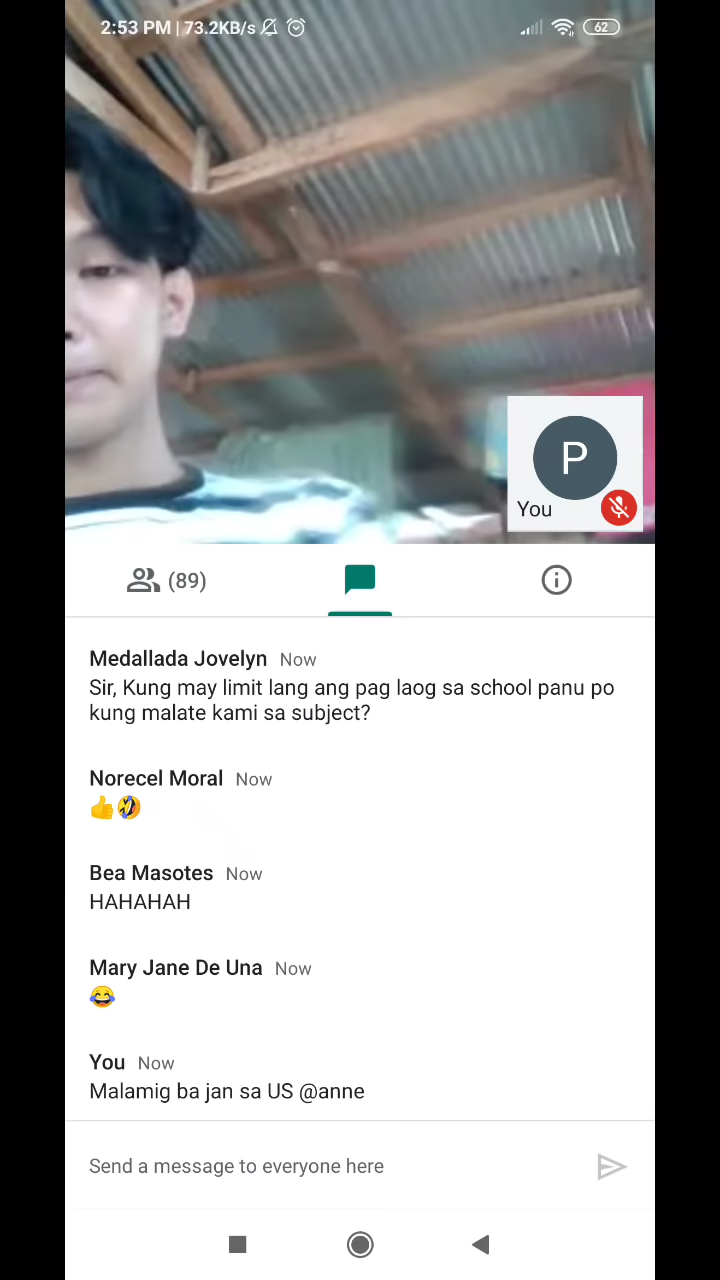 2:53 PM | 73.2KB/s
62
P
You
(89)
Medallada Jovelyn Now
Sir, Kung may limit lang ang pag laog sa school panu po
kung malate kami sa subject?
Norecel Moral Now
👍🤣
Bea Masotes Now
HAHAHAH
Mary Jane De Una Now
😂
You Now
Malamig ba jan sa US @anne
Send a message to everyone here